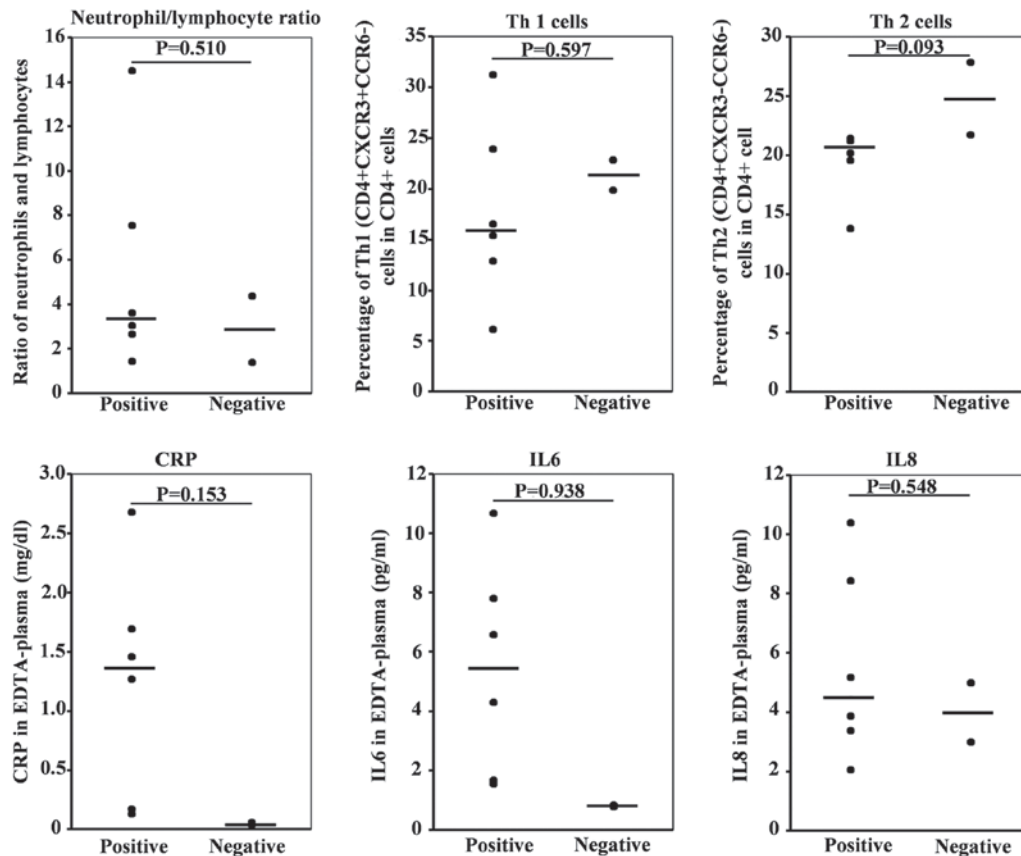 Neutrophil/lymphocyte ratio
P=0.510
Ratio of neutrophils and lymphocytes
16
14
12
10
8
6
4
2
0
Positive Negative
Th 1 cells
P=0.597
Percentage of Th1 (CD4+CXCR3+CCR6-)
cells in CD4+ cells
35
30
25
20
15
10
5
0
Positive Negative
Th 2 cells
P=0.093
Percentage of Th2 (CD4+CXCR3-CCR6-)
cells in CD4+ cell
30
25
20
15
10
5
0
Positive Negative
CRP
P=0.153
CRP in EDTA-plasma (mg/dl)
3.0
2.5
2.0
1.5
1.0
0.5
0
Positive Negative
IL6
P=0.938
IL6 in EDTA-plasma (pg/ml)
12
10
8
6
4
2
0
Positive Negative
IL8
P=0.548
IL8 in EDTA-plasma (pg/ml)
12
10
8
6
4
2
0
Positive Negative